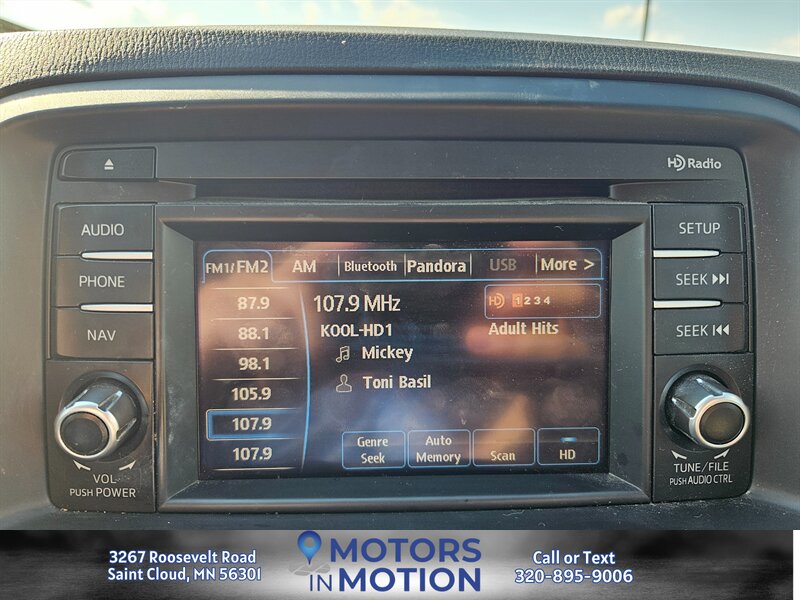 HD Radio
AUDIO
PHONE
NAV
VOL
PUSH POWER
SETUP
SEEK
SEEK
TUNE/FILE
PUSH AUDIO CTRL
FM1/FM2 AM Bluetooth Pandora USB More >
87.9
88.1
98.1
105.9
107.9
107.9
107.9 MHz
KOOL-HD1
Mickey
Toni Basil
HD 1 2 3 4
Adult Hits
Genre
Seek
Auto
Memory
Scan
HD
3267 Roosevelt Road
Saint Cloud, MN 56301
MOTORS
IN MOTION
Call or Text
320-895-9006